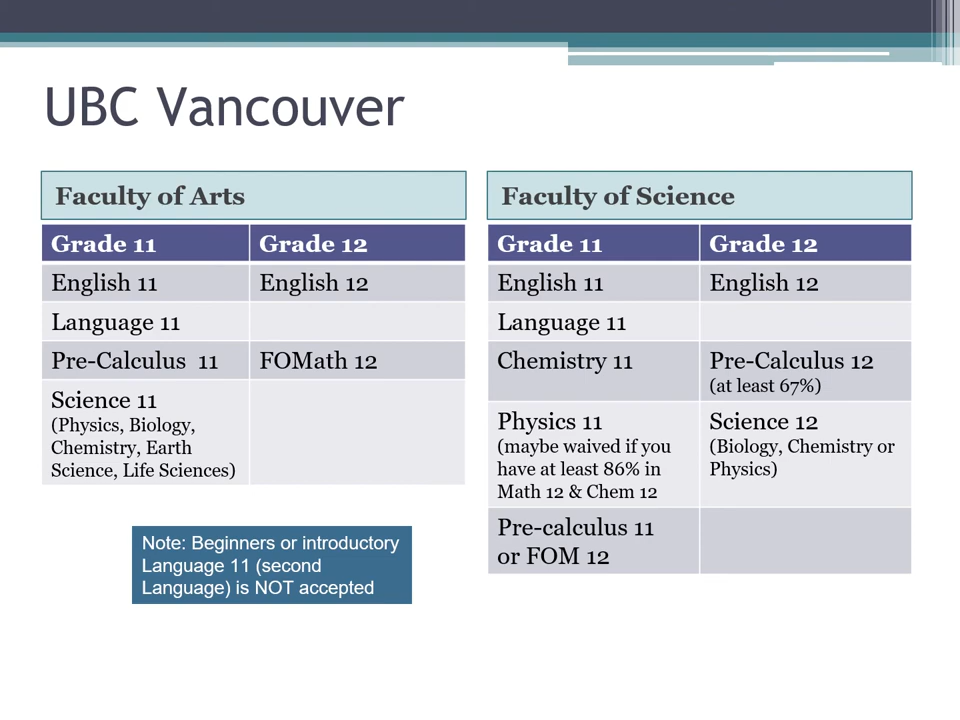 UBC Vancouver
Faculty of Arts
Grade 11
Grade 12
English 11
English 12
Language 11
Pre-Calculus 11
FOMath 12
Science 11
(Physics, Biology,
Chemistry, Earth
Science, Life Sciences)
Note: Beginners or introductory
Language 11 (second
Language) is NOT accepted
Faculty of Science
Grade 11
Grade 12
English 11
English 12
Language 11
Chemistry 11
Pre-Calculus 12
(at least 67%)
Physics 11
(maybe waived if you
have at least 86% in
Math 12 & Chem 12
Science 12
(Biology, Chemistry or
Physics)
Pre-calculus 11
or FOM 12